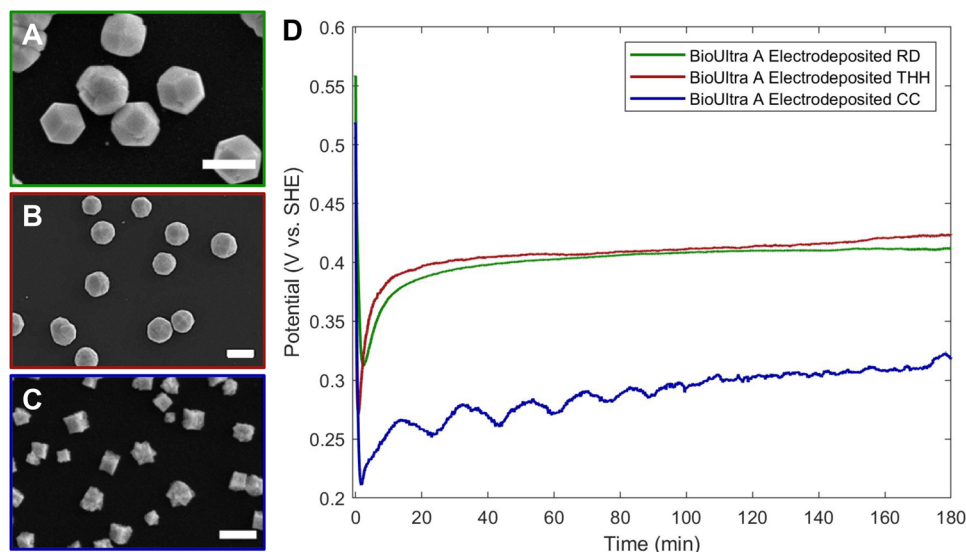 A
B
C
D
BioUltra A Electrodeposited RD
BioUltra A Electrodeposited THH
BioUltra A Electrodeposited CC
Potential (V vs. SHE)
0.6
0.55
0.5
0.45
0.4
0.35
0.3
0.25
0.2
0 20 40 60 80 100 120 140 160 180
Time (min)